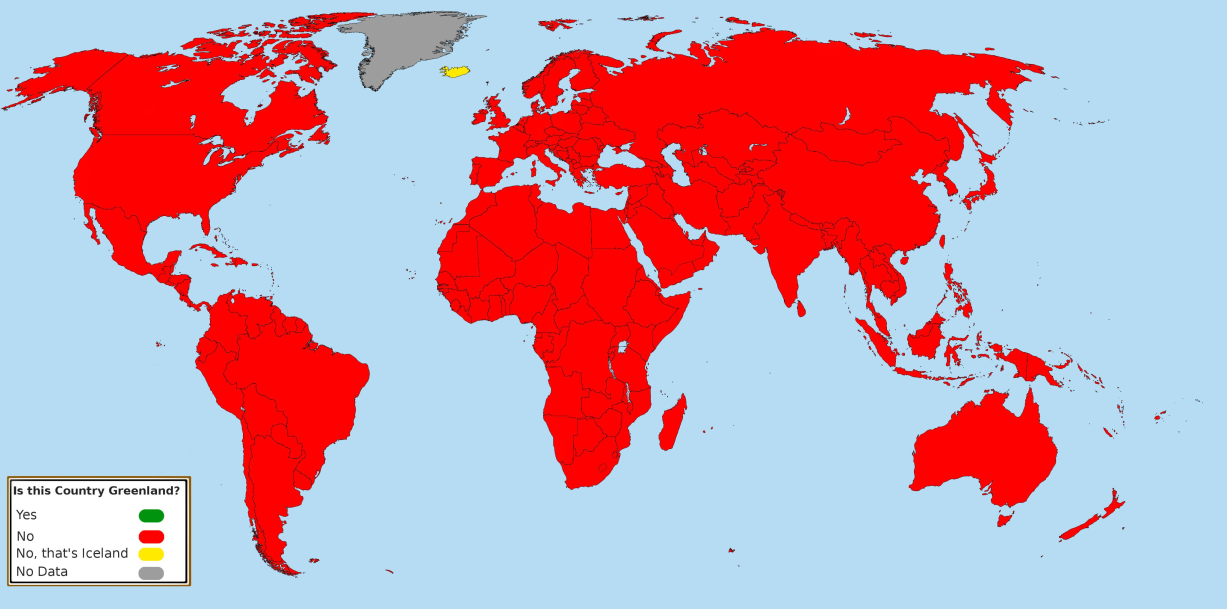 Is this Country Greenland?
Yes
No
No, that's Iceland
No Data